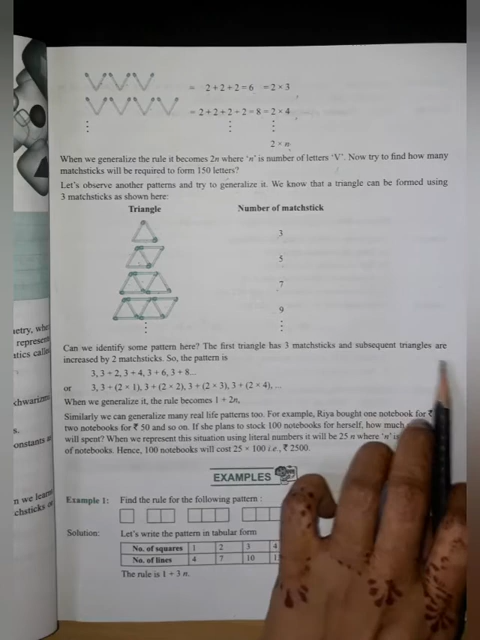 = 2 + 2 + 2 = 6 = 2 × 3
= 2 + 2 + 2 + 2 = 8 = 2 × 4
2 × n
When we generalize the rule it becomes 2n where 'n' is number of letters 'V'. Now try to find how many
matchsticks will be required to form 150 letters?
Let's observe another patterns and try to generalize it. We know that a triangle can be formed using
3 matchsticks as shown here:
Triangle Number of matchstick
3
5
7
9
Can we identify some pattern here? The first triangle has 3 matchsticks and subsequent triangles are
increased by 2 matchsticks. So, the pattern is
3, 3 + 2, 3 + 4, 3 + 6, 3 + 8...
or 3, 3 + (2 × 1), 3 + (2 × 2), 3 + (2 × 3), 3 + (2 × 4), ...
When we generalize it, the rule becomes 1 + 2n,
Similarly we can generalize many real life patterns too. For example, Riya bought one notebook for ₹
two notebooks for ₹ 50 and so on. If she plans to stock 100 notebooks for herself, how much
will spent? When we represent this situation using literal numbers it will be 25 n where 'n' is
of notebooks. Hence, 100 notebooks will cost 25 × 100 i.e., ₹ 2500.
EXAMPLES
Example 1: Find the rule for the following pattern :
Solution: Let's write the pattern in tabular form
No. of squares 1 2 3 4
No. of lines 4 7 10
The rule is 1 + 3 n.
represent